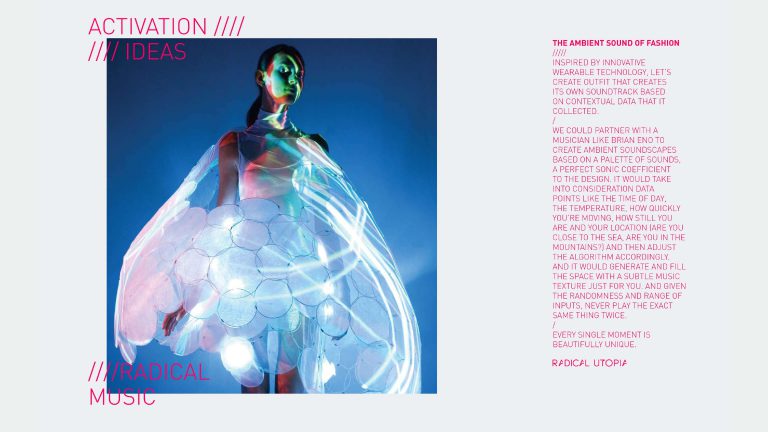 ACTIVATION ////
//// IDEAS
THE AMBIENT SOUND OF FASHION
/////
INSPIRED BY INNOVATIVE
WEARABLE TECHNOLOGY, LET'S
CREATE OUTFIT THAT CREATES
ITS OWN SOUNDTRACK BASED
ON CONTEXTUAL DATA THAT IT
COLLECTED.
/
WE COULD PARTNER WITH A
MUSICIAN LIKE BRIAN ENO TO
CREATE AMBIENT SOUNDSCAPES
BASED ON A PALETTE OF SOUNDS,
A PERFECT SONIC COEFFICIENT
TO THE DESIGN. IT WOULD TAKE
INTO CONSIDERATION DATA
POINTS LIKE THE TIME OF DAY,
THE TEMPERATURE, HOW QUICKLY
YOU'RE MOVING, HOW STILL YOU
ARE AND YOUR LOCATION (ARE YOU
CLOSE TO THE SEA, ARE YOU IN THE
MOUNTAINS?) AND THEN ADJUST
THE ALGORITHM ACCORDINGLY.
AND IT WOULD GENERATE AND FILL
THE SPACE WITH A SUBTLE MUSIC
TEXTURE JUST FOR YOU. AND GIVEN
THE RANDOMNESS AND RANGE OF
INPUTS, NEVER PLAY THE EXACT
SAME THING TWICE.
/
EVERY SINGLE MOMENT IS
BEAUTIFULLY UNIQUE.
RADICAL UTOPIA
////RADICAL
MUSIC